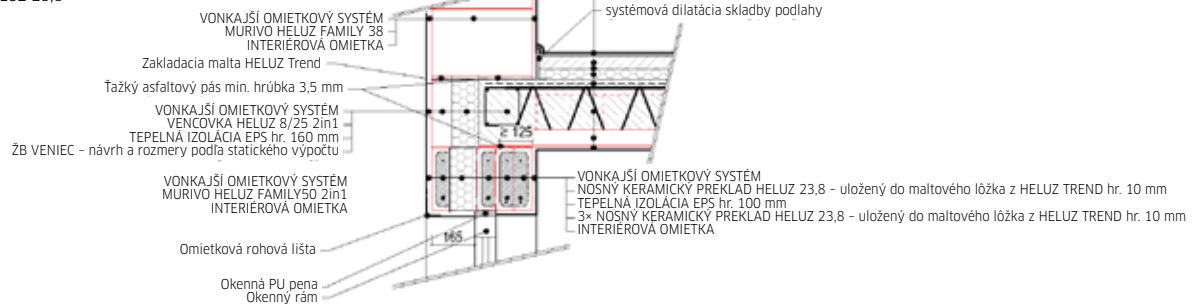 systémová dilatácia skladby podlahy
VONKAJŠÍ OMIETKOVÝ SYSTÉM
MURIVO HELUZ FAMILY 38
INTERIÉROVÁ OMIETKA
Zakladacia malta HELUZ Trend
Ťažký asfaltový pás min. hrúbka 3,5 mm
VONKAJŠÍ OMIETKOVÝ SYSTÉM
VENCOVKA HELUZ 8/25 2in1
TEPELNÁ IZOLÁCIA EPS hr. 160 mm
ŽB VENIEC – návrh a rozmery podľa statického výpočtu
≥ 125
VONKAJŠÍ OMIETKOVÝ SYSTÉM
MURIVO HELUZ FAMILY50 2in1
INTERIÉROVÁ OMIETKA
VONKAJŠÍ OMIETKOVÝ SYSTÉM
NOSNÝ KERAMICKÝ PREKLAD HELUZ 23,8 – uložený do maltového lôžka z HELUZ TREND hr. 10 mm
TEPELNÁ IZOLÁCIA EPS hr. 100 mm
3× NOSNÝ KERAMICKÝ PREKLAD HELUZ 23,8 – uložený do maltového lôžka z HELUZ TREND hr. 10 mm
INTERIÉROVÁ OMIETKA
Omietková rohová lišta
165
Okenná PU pena
Okenný rám